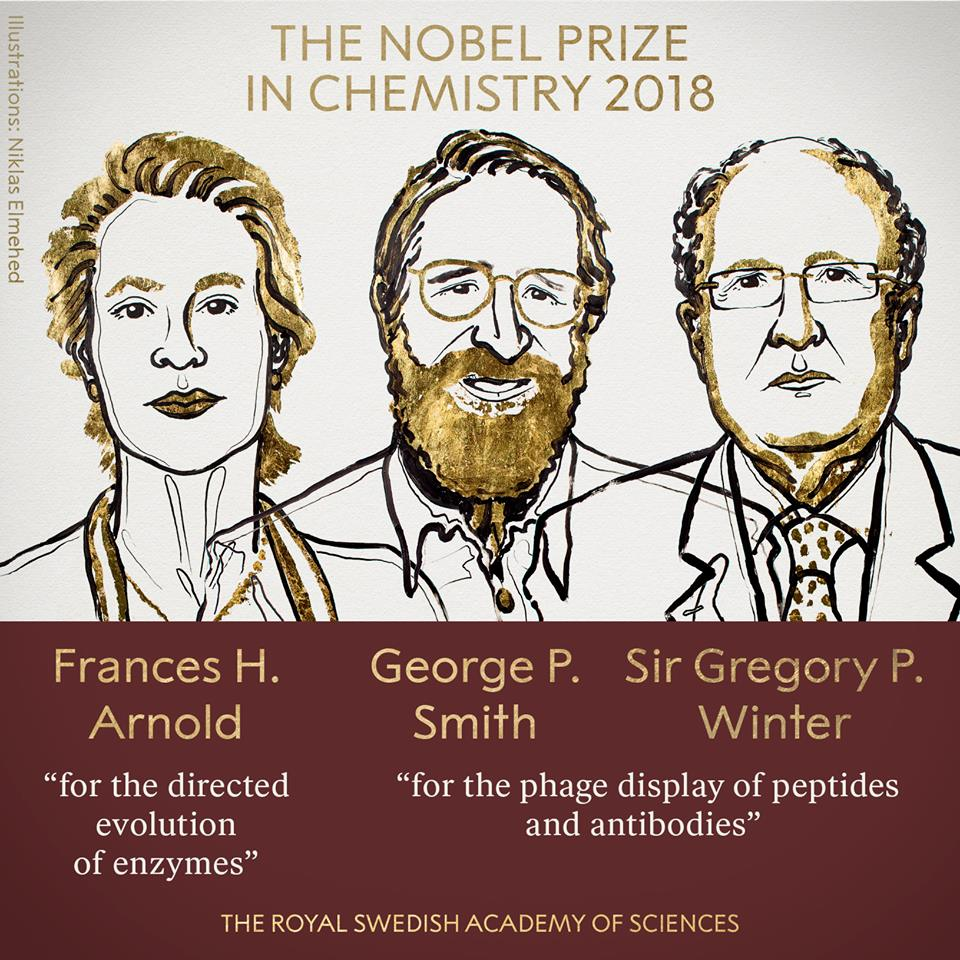 THE NOBEL PRIZE
IN CHEMISTRY 2018
Illustrations: Niklas Elmehed
Frances H.
Arnold
George P.
Smith
Sir Gregory P.
Winter
“for the directed
evolution
of enzymes”
“for the phage display of peptides
and antibodies”
THE ROYAL SWEDISH ACADEMY OF SCIENCES